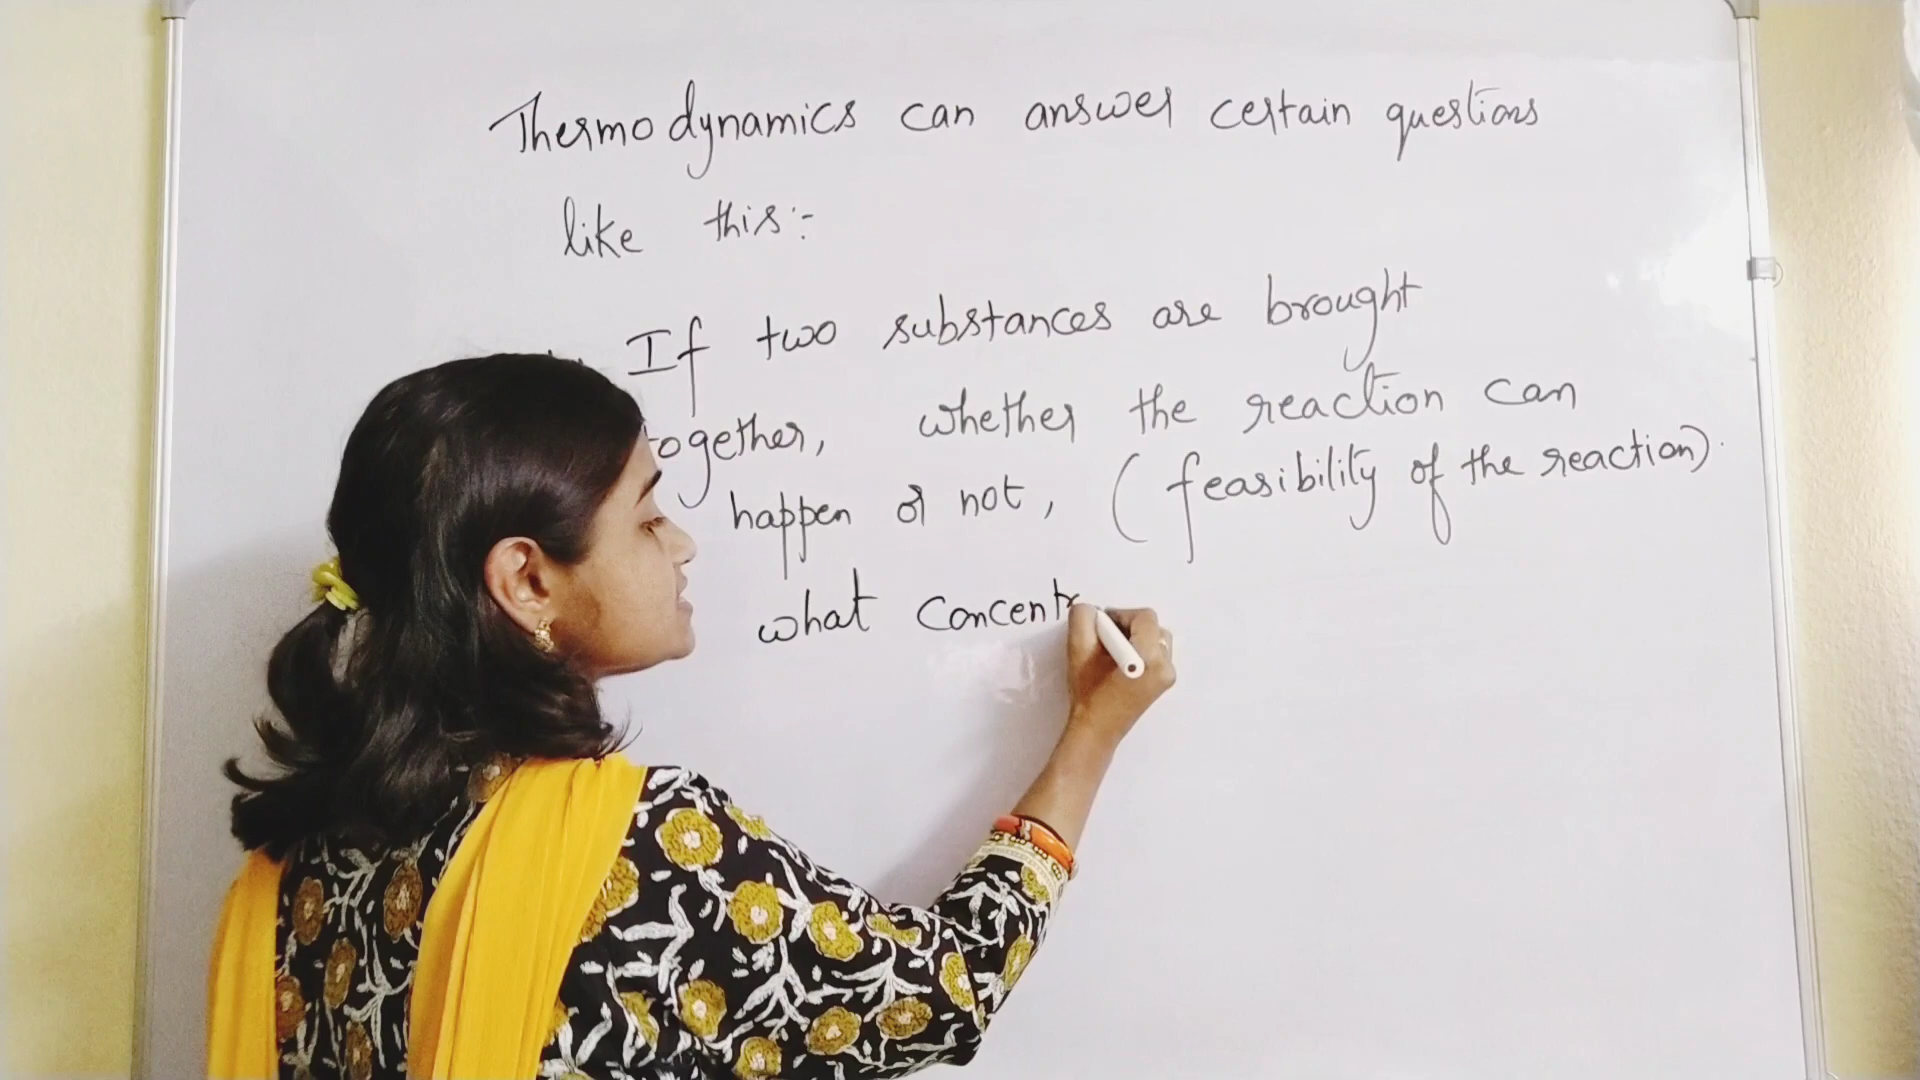 Thermodynamics can answer certain questions
like this:-
If two substances are brought
together, whether the reaction can
happen or not, (feasibility of the reaction).
what concentr